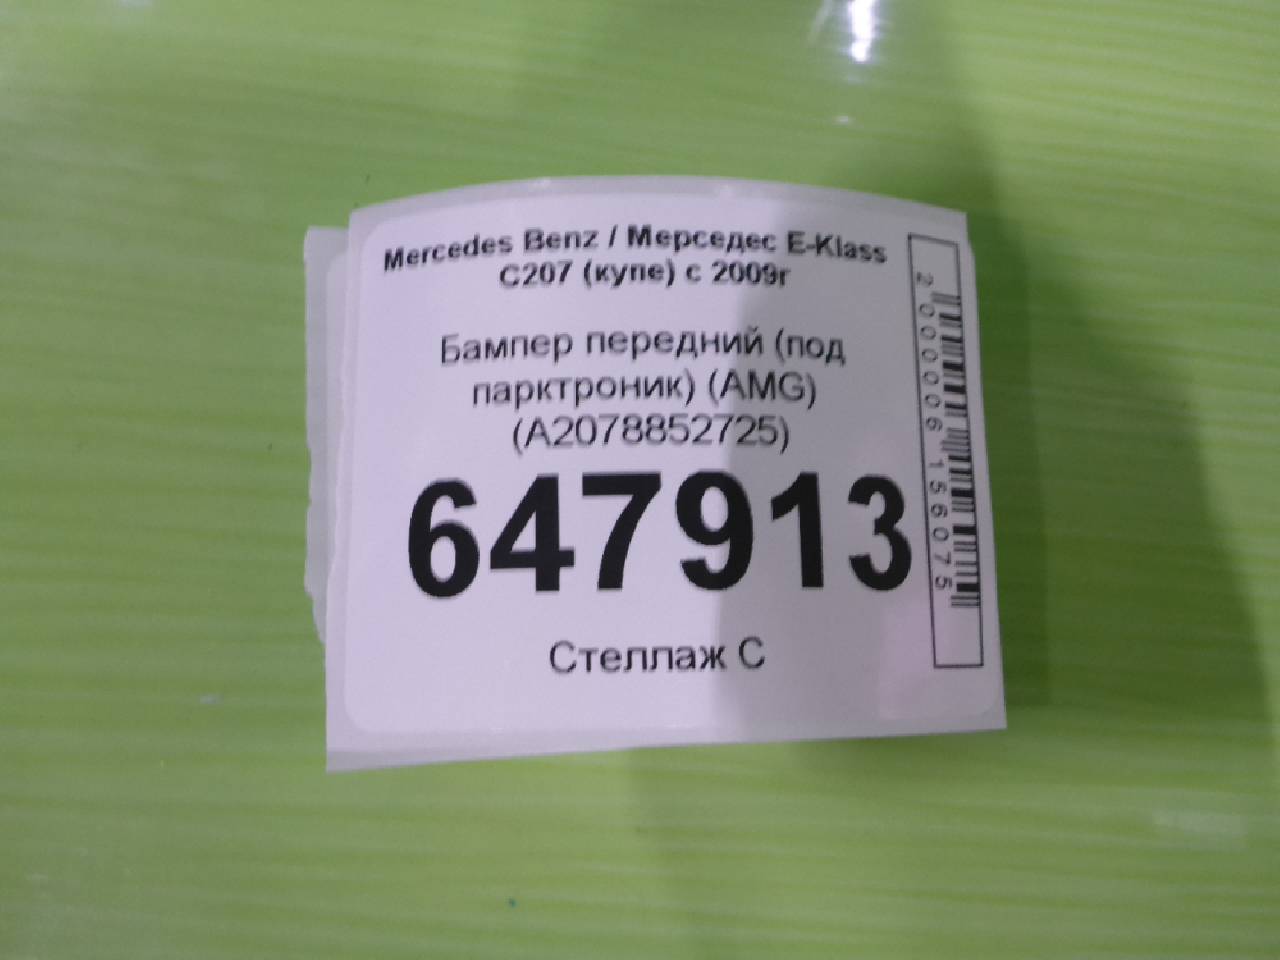 Mercedes Benz / Мерседес E-Klass
C207 (купе) с 2009г
Бампер передний (под
парктроник) (AMG)
(A2078852725)
647913
Стеллаж С
2000006156075